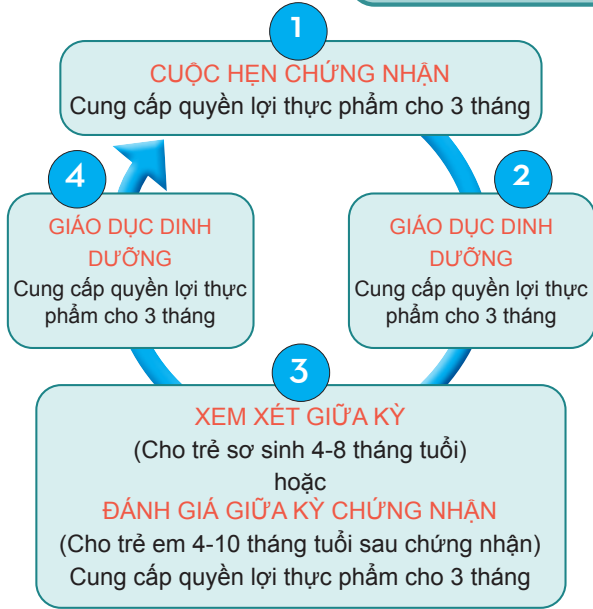 1
CUỘC HẸN CHỨNG NHẬN
Cung cấp quyền lợi thực phẩm cho 3 tháng
2
GIÁO DỤC DINH
DƯỠNG
Cung cấp quyền lợi thực
phẩm cho 3 tháng
3
XEM XÉT GIỮA KỲ
(Cho trẻ sơ sinh 4-8 tháng tuổi)
hoặc
ĐÁNH GIÁ GIỮA KỲ CHỨNG NHẬN
(Cho trẻ em 4-10 tháng tuổi sau chứng nhận)
Cung cấp quyền lợi thực phẩm cho 3 tháng
4
GIÁO DỤC DINH
DƯỠNG
Cung cấp quyền lợi thực
phẩm cho 3 tháng